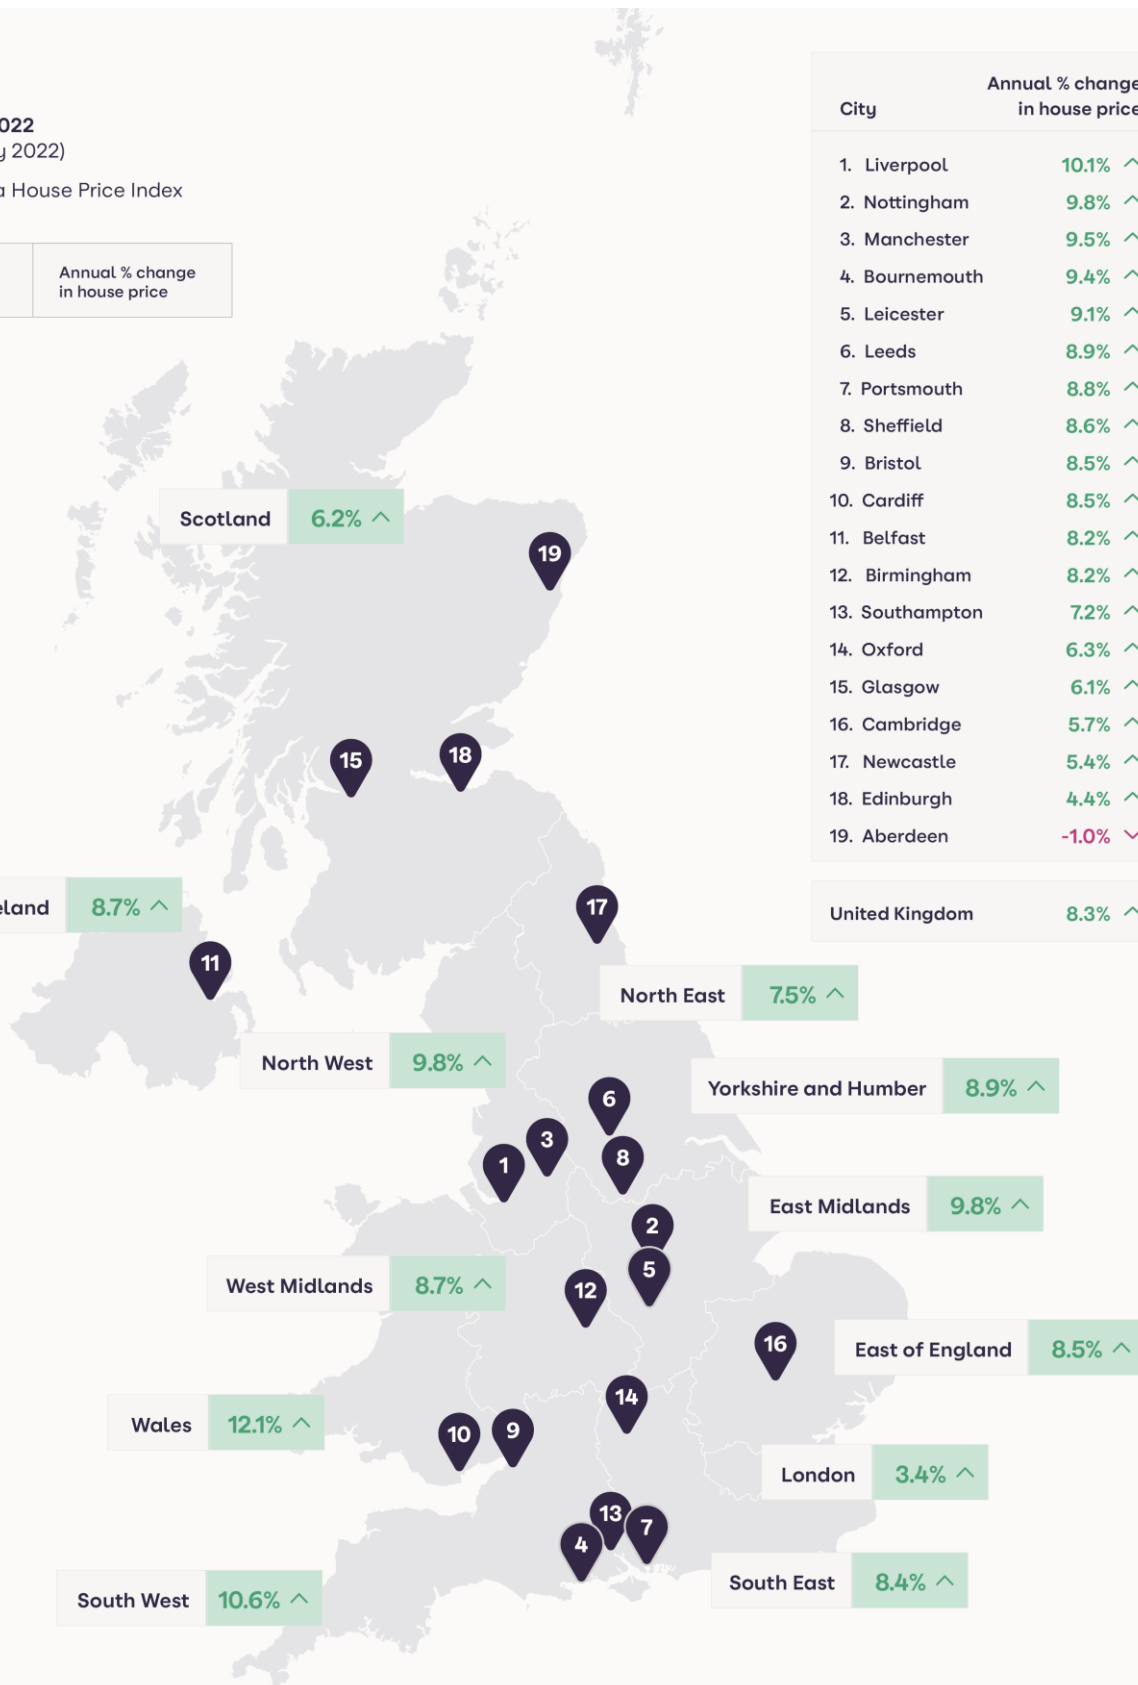 2022
2022)
House Price Index
Annual % change
in house price
City
Annual % change
in house price
1. Liverpool 10.1%
2. Nottingham 9.8%
3. Manchester 9.5%
4. Bournemouth 9.4%
5. Leicester 9.1%
6. Leeds 8.9%
7. Portsmouth 8.8%
8. Sheffield 8.6%
9. Bristol 8.5%
10. Cardiff 8.5%
11. Belfast 8.2%
12. Birmingham 8.2%
13. Southampton 7.2%
14. Oxford 6.3%
15. Glasgow 6.1%
16. Cambridge 5.7%
17. Newcastle 5.4%
18. Edinburgh 4.4%
19. Aberdeen -1.0%
United Kingdom 8.3%
Scotland 6.2%
19
15
18
8.7%
17
11
North East 7.5%
North West 9.8%
Yorkshire and Humber 8.9%
6
3
1
8
East Midlands 9.8%
2
5
West Midlands 8.7%
12
16
East of England 8.5%
14
Wales 12.1%
10
9
London 3.4%
13
7
4
South East 8.4%
South West 10.6%